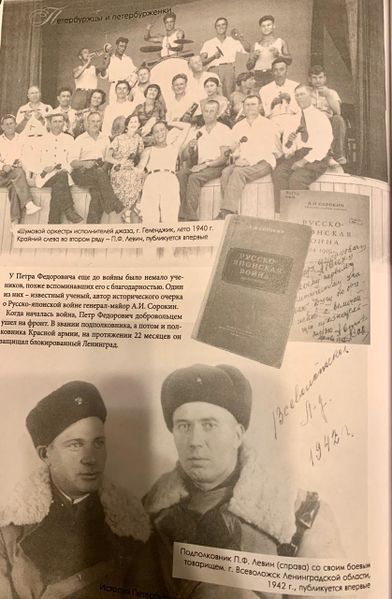 Петербуржцы и петербурженки
«Шумовой оркестр» исполнителей джаза, г. Геленджик, лето 1940 г.
Крайний слева во втором ряду – П.Ф. Левин, публикуется впервые
А.И. СОРОКИН
РУССКО-
ЯПОНСКАЯ
ВОЙНА
А.И. СОРОКИН
РУССКО-
ЯПОНСКАЯ
ВОЙНА
У Петра Федоровича еще до войны было немало уче-
ников, позже вспоминавших его с благодарностью. Один
из них – известный ученый, автор исторического очерка
о Русско-японской войне генерал-майор А.И. Сорокин.
Когда началась война, Петр Федорович добровольцем
ушел на фронт. В звании подполковника, а потом и пол-
ковника Красной армии, на протяжении 22 месяцев он
защищал блокированный Ленинград.
Всеволожская
Л.о.
1942 г.
Подполковник П.Ф. Левин (справа) со своим боевым
товарищем. г. Всеволожск Ленинградской области,
1942 г., публикуется впервые
История Петербурга